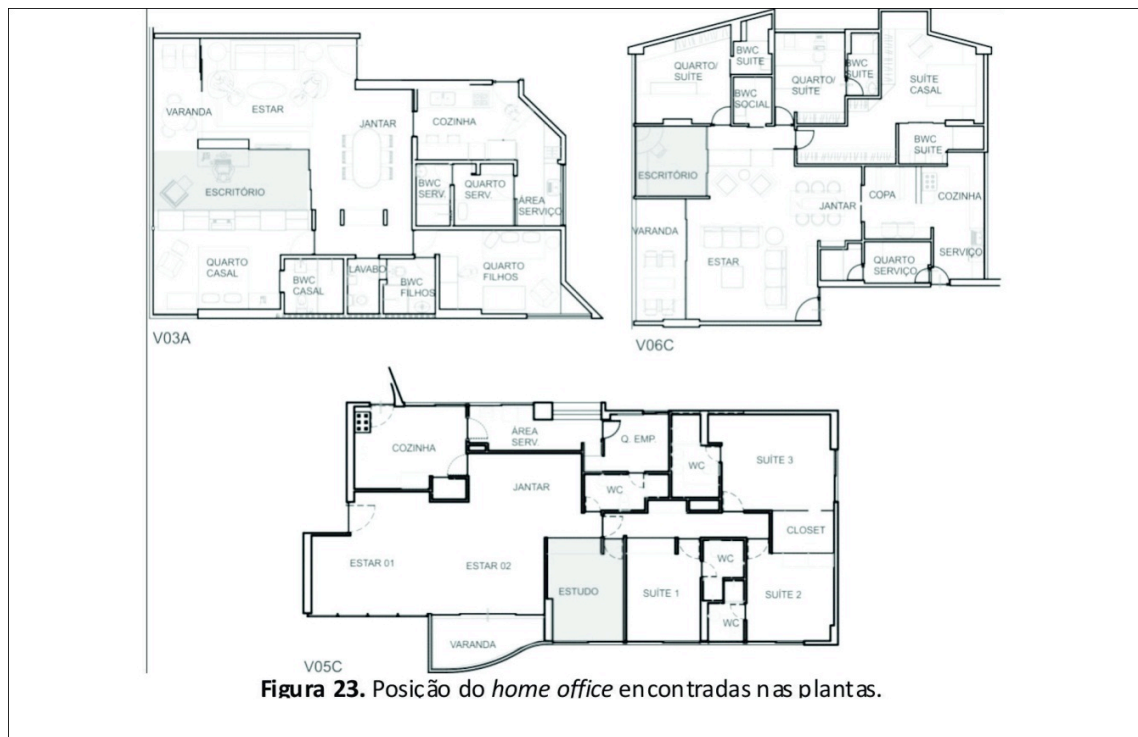 VARANDA
ESTAR
JANTAR
COZINHA
ESCRITÓRIO
BWC
SERV.
QUARTO
SERV.
ÁREA
SERVIÇO
QUARTO
CASAL
BWC
CASAL
LAVABO
BWC
FILHOS
QUARTO
FILHOS
V03A
QUARTO/
SUÍTE
BWC
SUITE
BWC
SOCIAL
QUARTO/
SUÍTE
BWC
SUITE
SUÍTE
CASAL
BWC
SUITE
ESCRITÓRIO
VARANDA
ESTAR
JANTAR
COPA
COZINHA
QUARTO
SERVIÇO
SERVIÇO
V06C
COZINHA
ÁREA
SERV.
Q. EMP.
WC
SUÍTE 3
JANTAR
WC
CLOSET
ESTAR 01
ESTAR 02
ESTUDO
SUÍTE 1
WC
WC
SUÍTE 2
VARANDA
V05C
Figura 23. Posição do home office encontradas nas plantas.